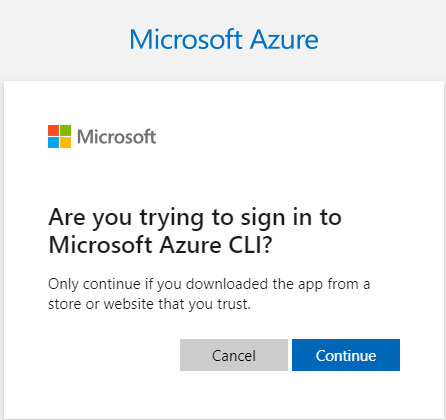 Microsoft Azure
Microsoft
Are you trying to sign in to
Microsoft Azure CLI?
Only continue if you downloaded the app from a
store or website that you trust.
Cancel
Continue